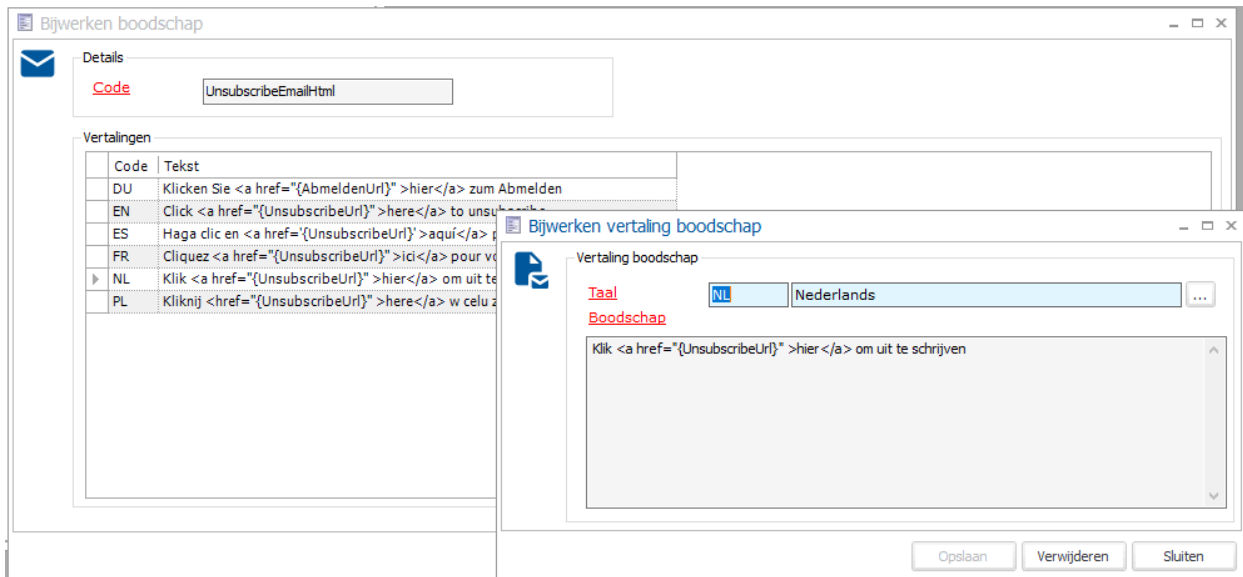 Bijwerken boodschap
Details
Code UnsubscribeEmailHtml
Vertalingen
Code Tekst
DU Klicken Sie <a href="{AbmeldenUrl}" >hier</a> zum Abmelden
EN Click <a href="{UnsubscribeUrl}">here</a> to unsubscribe
ES Haga clic en <a href='{UnsubscribeUrl}'>aquí</a>
FR Cliquez <a href="{UnsubscribeUrl}">ici</a> pour
NL Klik <a href="{UnsubscribeUrl}" >hier</a> om uit
PL Kliknij <href="{UnsubscribeUrl}" >here</a> w celu
Bijwerken vertaling boodschap
Vertaling boodschap
Taal NL Nederlands ...
Boodschap
Klik <a href="{UnsubscribeUrl}" >hier</a> om uit te schrijven
Opslaan Verwijderen Sluiten